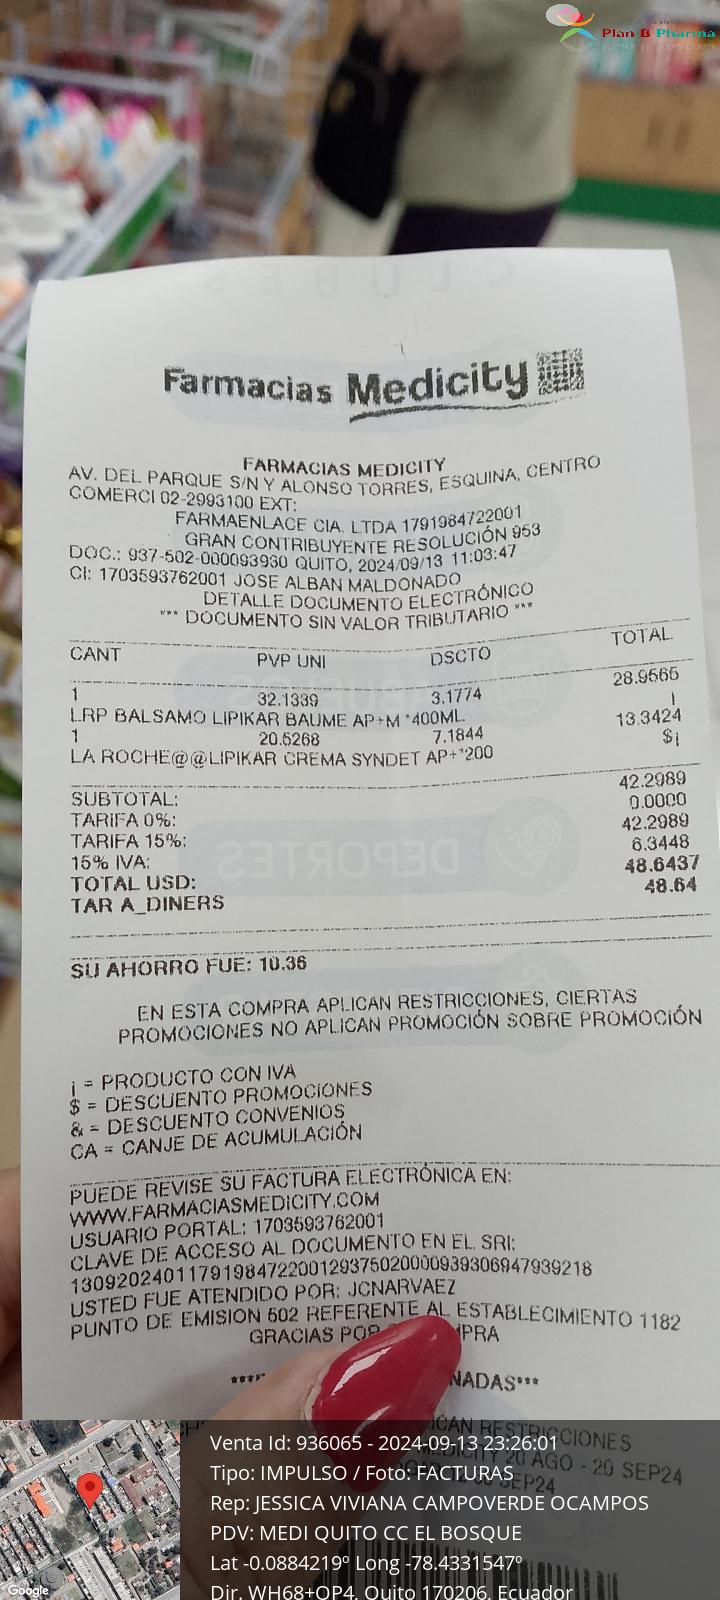 Plan B Pharma
CLUBES
Farmacias Medicity
FARMACIAS MEDICITY
AV. DEL PARQUE S/N Y ALONSO TORRES, ESQUINA, CENTRO
COMERCI 02-2993100 EXT:
FARMAENLACE CIA. LTDA 1791984722001
GRAN CONTRIBUYENTE RESOLUCIÓN 953
DOC.: 937-502-000093930 QUITO, 2024/09/13 11:03:47
CI: 1703593762001 JOSE ALBAN MALDONADO
DETALLE DOCUMENTO ELECTRÓNICO
*** DOCUMENTO SIN VALOR TRIBUTARIO ***
CANT PVP UNI DSCTO TOTAL
1 32.1339 3.1774 28.9565
LRP BALSAMO LIPIKAR BAUME AP+M *400ML ¡
1 20.5268 7.1844 13.3424
LA ROCHE@@LIPIKAR CREMA SYNDET AP+*200 $¡
SUBTOTAL: 42.2989
TARIFA 0%: 0.0000
TARIFA 15%: 42.2989
15% IVA: 6.3448
TOTAL USD: 48.6437
TAR A_DINERS 48.64
DEPORTES
SU AHORRO FUE: 10.36
EN ESTA COMPRA APLICAN RESTRICCIONES, CIERTAS
PROMOCIONES NO APLICAN PROMOCIÓN SOBRE PROMOCIÓN
¡ = PRODUCTO CON IVA
$ = DESCUENTO PROMOCIONES
& = DESCUENTO CONVENIOS
CA = CANJE DE ACUMULACIÓN
PUEDE REVISE SU FACTURA ELECTRÓNICA EN:
WWW.FARMACIASMEDICITY.COM
USUARIO PORTAL: 1703593762001
CLAVE DE ACCESO AL DOCUMENTO EN EL SRI:
1309202401179198472200129375020000939306947939218
USTED FUE ATENDIDO POR: JCNARVAEZ
PUNTO DE EMISION 502 REFERENTE AL ESTABLECIMIENTO 1182
GRACIAS POR
NADAS***
RESTRICCIONES
MEDICITY 20 AGO - 20 SEP24
SEP24
Venta Id: 936065 - 2024-09-13 23:26:01
Tipo: IMPULSO / Foto: FACTURAS
Rep: JESSICA VIVIANA CAMPOVERDE OCAMPOS
PDV: MEDI QUITO CC EL BOSQUE
Lat -0.0884219º Long -78.4331547º
Dir. WH68+QP4, Quito 170206, Ecuador
Google